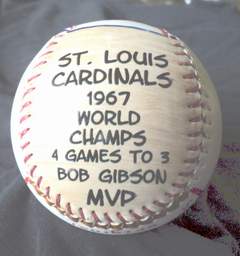 ST. LOUIS
CARDINALS
1967
WORLD
CHAMPS
4 GAMES TO 3
BOB GIBSON
MVP